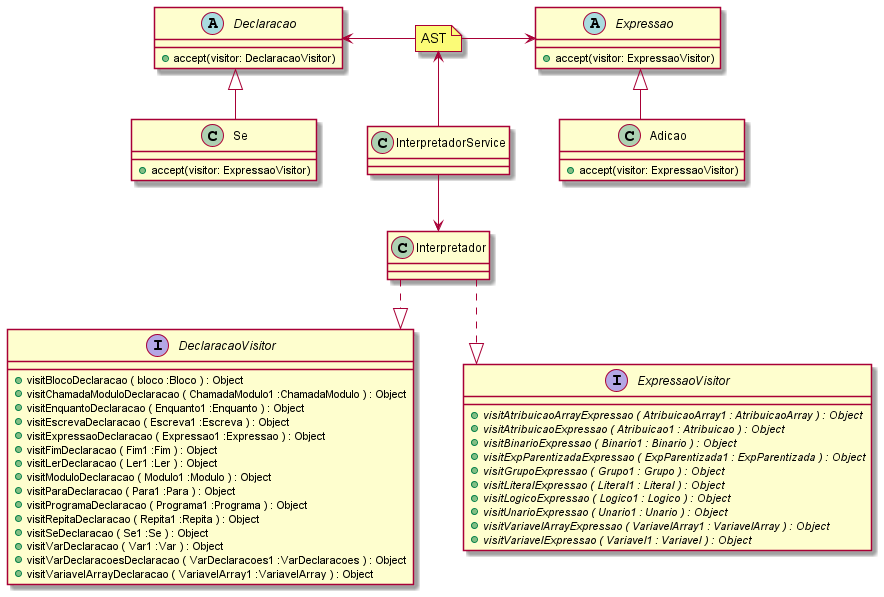 A Declaracao
accept(visitor: DeclaracaoVisitor)
AST
A Expressao
accept(visitor: ExpressaoVisitor)
C Se
accept(visitor: ExpressaoVisitor)
C InterpretadorService
C Adicao
accept(visitor: ExpressaoVisitor)
C Interpretador
I DeclaracaoVisitor
visitBlocoDeclaracao ( bloco :Bloco ) : Object
visitChamadaModuloDeclaracao ( ChamadaModulo1 :ChamadaModulo ) : Object
visitEnquantoDeclaracao ( Enquanto1 :Enquanto ) : Object
visitEscrevaDeclaracao ( Escreva1 :Escreva ) : Object
visitExpressaoDeclaracao ( Expressao1 :Expressao ) : Object
visitFimDeclaracao ( Fim1 :Fim ) : Object
visitLerDeclaracao ( Ler1 :Ler ) : Object
visitModuloDeclaracao ( Modulo1 :Modulo ) : Object
visitParaDeclaracao ( Para1 :Para ) : Object
visitProgramaDeclaracao ( Programa1 :Programa ) : Object
visitRepitaDeclaracao ( Repita1 :Repita ) : Object
visitSeDeclaracao ( Se1 :Se ) : Object
visitVarDeclaracao ( Var1 :Var ) : Object
visitVarDeclaracoesDeclaracao ( VarDeclaracoes1 :VarDeclaracoes ) : Object
visitVariavelArrayDeclaracao ( VariavelArray1 :VariavelArray ) : Object
I ExpressaoVisitor
visitAtribuicaoArrayExpressao ( AtribuicaoArray1 : AtribuicaoArray ) : Object
visitAtribuicaoExpressao ( Atribuicao1 : Atribuicao ) : Object
visitBinarioExpressao ( Binario1 : Binario ) : Object
visitExpParentizadaExpressao ( ExpParentizada1 : ExpParentizada ) : Object
visitGrupoExpressao ( Grupo1 : Grupo ) : Object
visitLiteralExpressao ( Literal1 : Literal ) : Object
visitLogicoExpressao ( Logico1 : Logico ) : Object
visitUnarioExpressao ( Unario1 : Unario ) : Object
visitVariavelArrayExpressao ( VariavelArray1 : VariavelArray ) : Object
visitVariavelExpressao ( Variavel1 : Variavel ) : Object